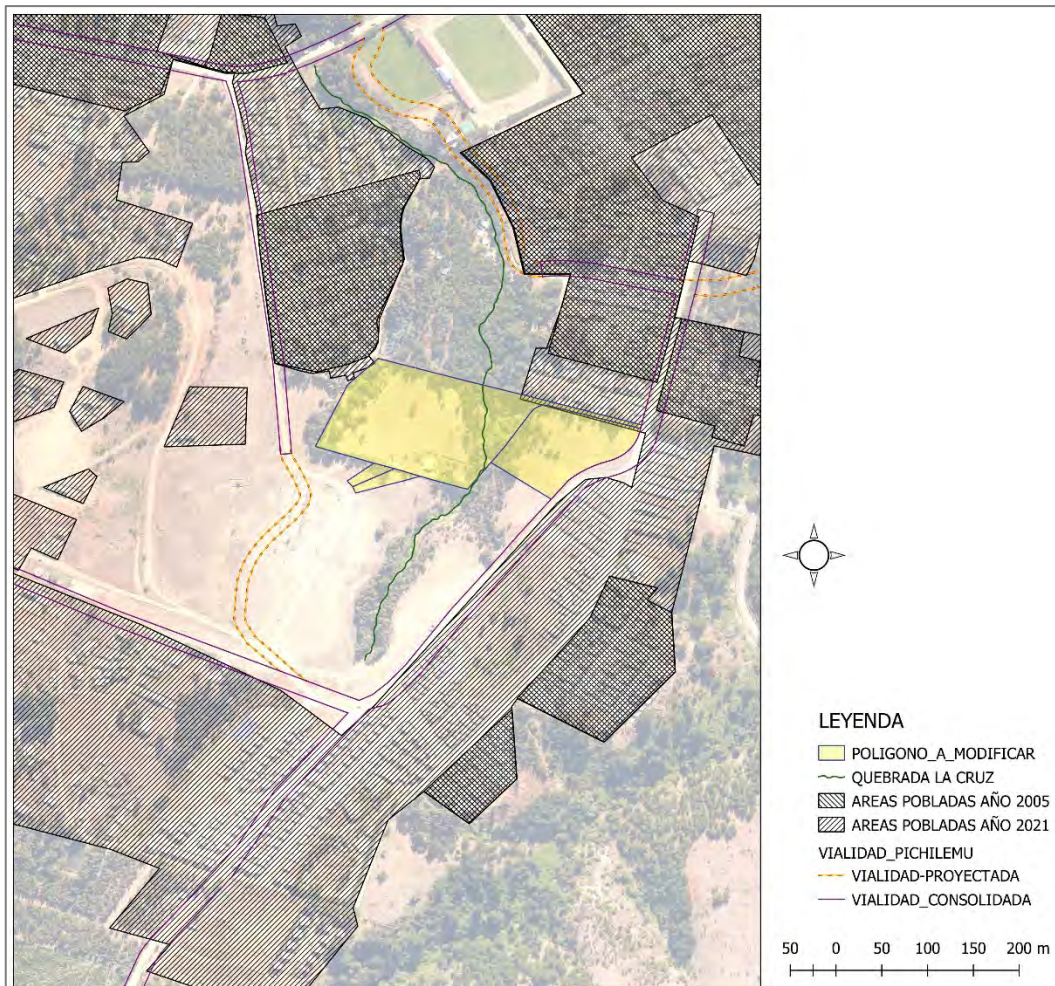 LEYENDA
POLIGONO_A_MODIFICAR
QUEBRADA LA CRUZ
AREAS POBLADAS AÑO 2005
AREAS POBLADAS AÑO 2021
VIALIDAD_PICHILEMU
VIALIDAD-PROYECTADA
VIALIDAD_CONSOLIDADA
50 0 50 100 150 200 m